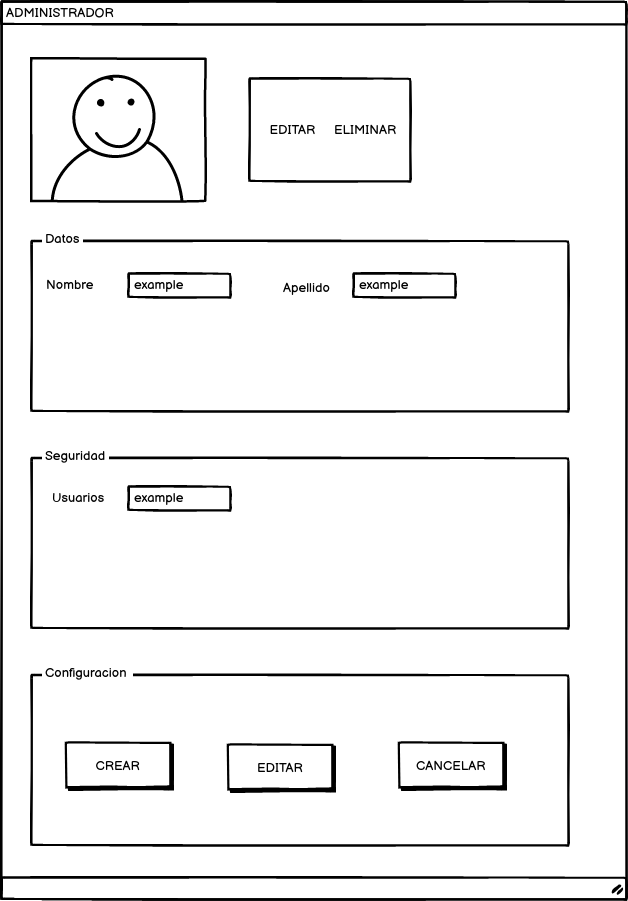 ADMINISTRADOR
EDITAR ELIMINAR
Datos
Nombre example Apellido example
Seguridad
Usuarios example
Configuracion
CREAR EDITAR CANCELAR